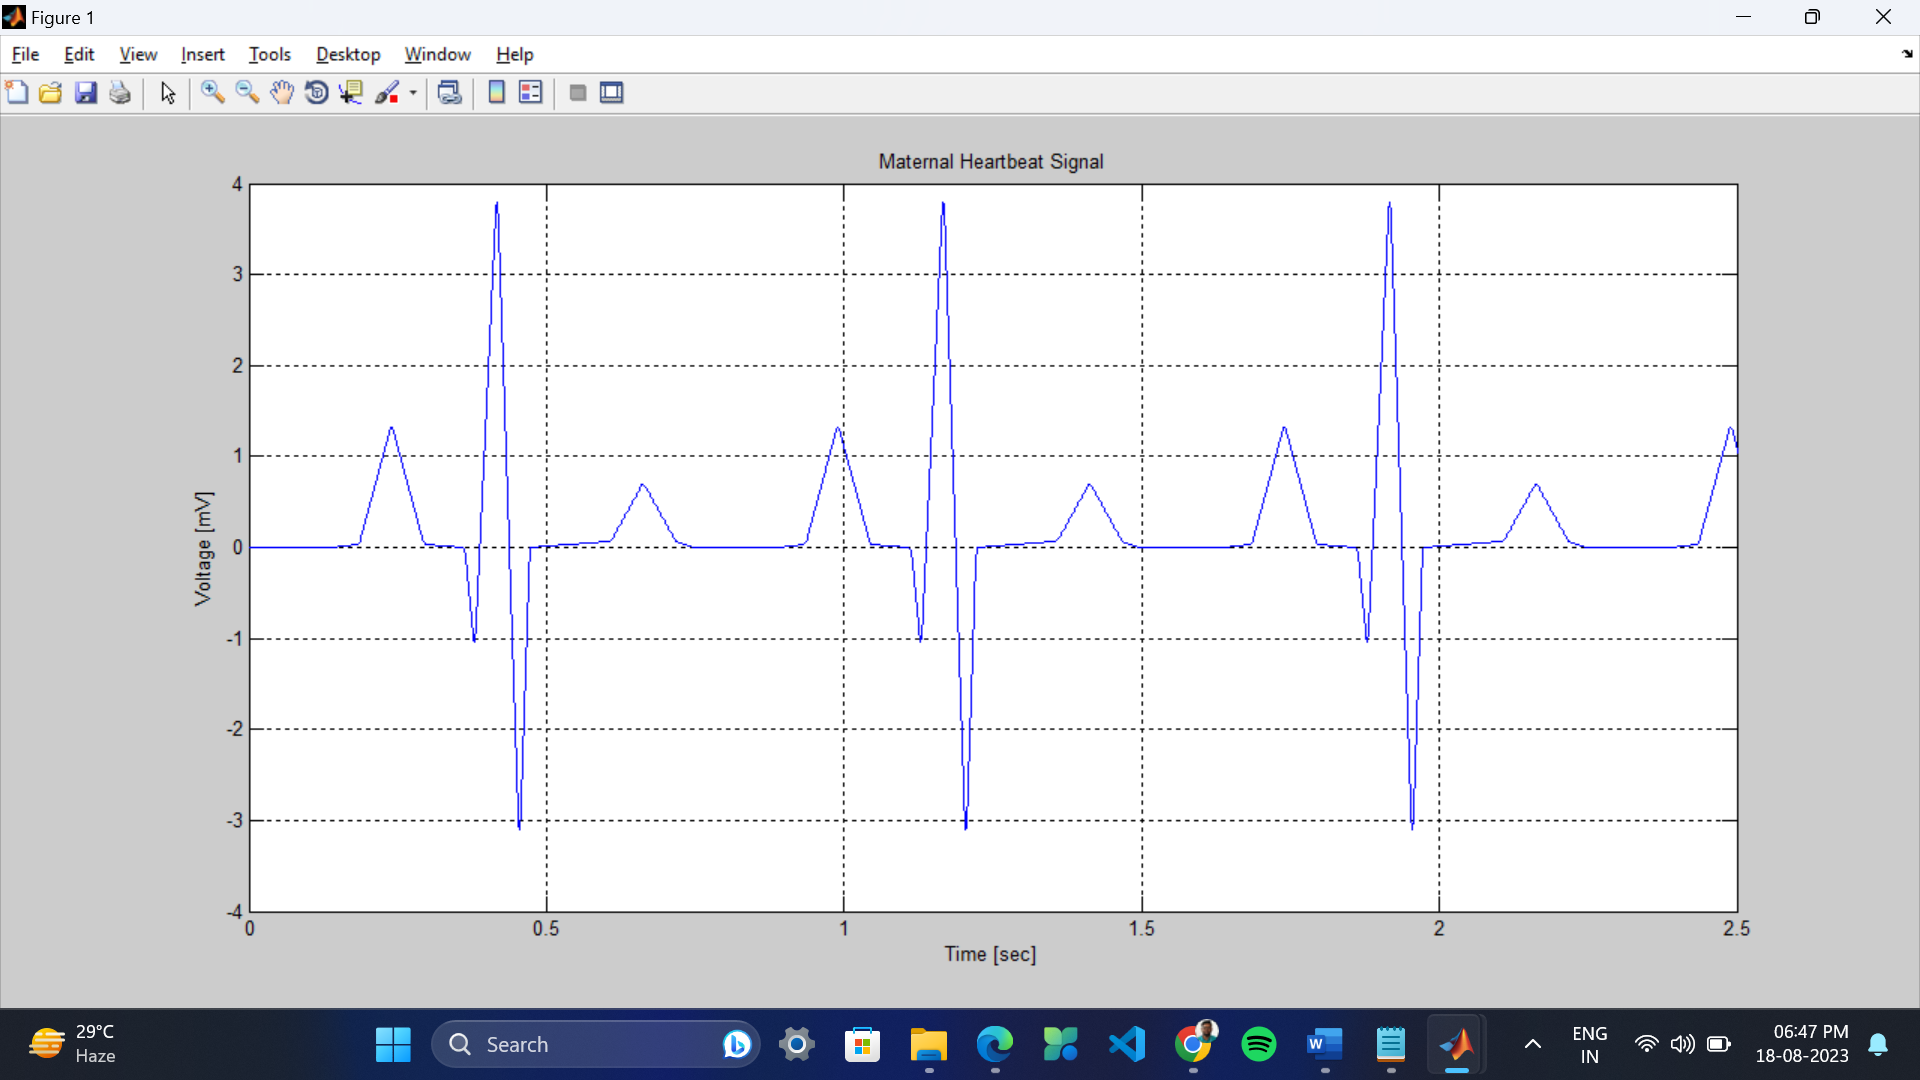 Figure 1
File Edit View Insert Tools Desktop Window Help
Maternal Heartbeat Signal
4
3
2
1
0
-1
-2
-3
-4
Voltage [mV]
0 0.5 1 1.5 2 2.5
Time [sec]
29°C
Haze
Search
W
ENG
IN
06:47 PM
18-08-2023